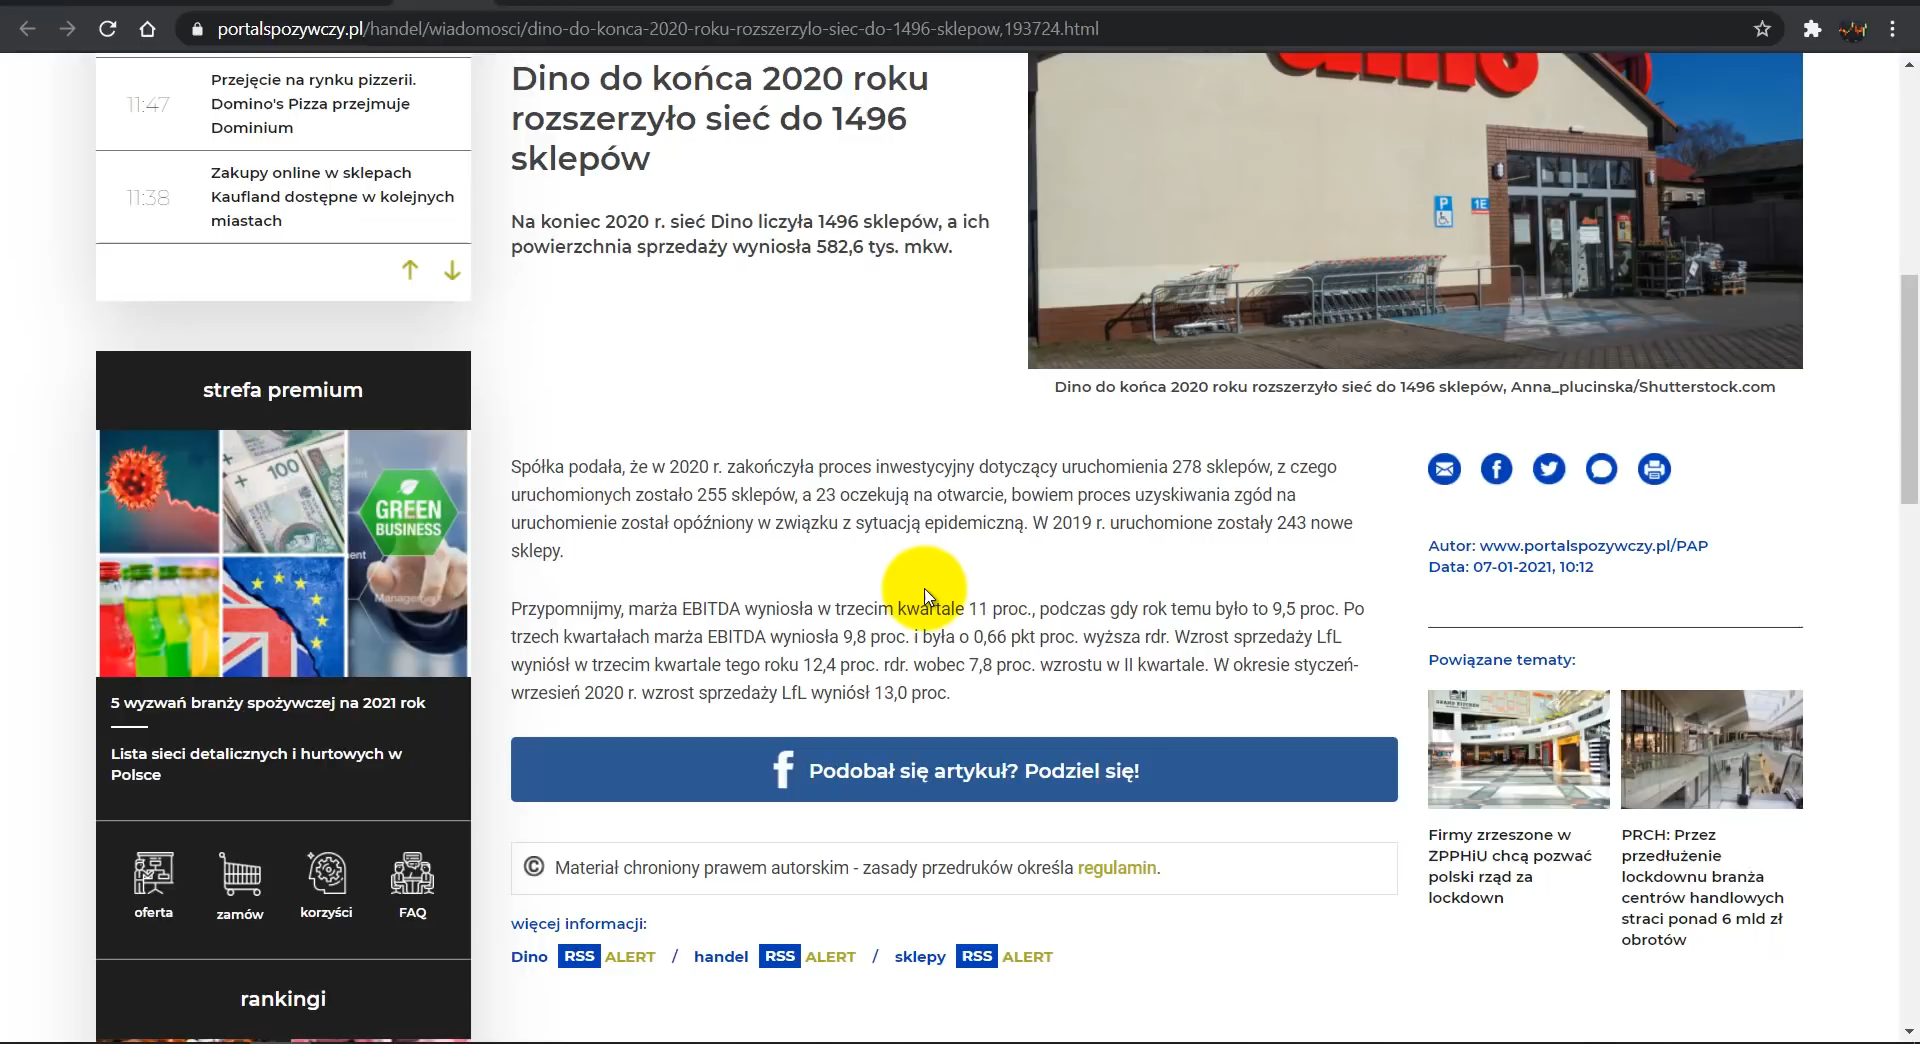 portalspozywczy.pl/handel/wiadomosci/dino-do-konca-2020-roku-rozszerzylo-siec-do-1496-sklepow,193724.html
11:47
Przejęcie na rynku pizzerii.
Domino's Pizza przejmuje
Dominium
11:38
Zakupy online w sklepach
Kaufland dostępne w kolejnych
miastach
strefa premium
100
GREEN
BUSINESS
Management
5 wyzwań branży spożywczej na 2021 rok
Lista sieci detalicznych i hurtowych w
Polsce
oferta
zamów
korzyści
FAQ
rankingi
Dino do końca 2020 roku
rozszerzyło sieć do 1496
sklepów
Na koniec 2020 r. sieć Dino liczyła 1496 sklepów, a ich
powierzchnia sprzedaży wyniosła 582,6 tys. mkw.
dino
P
1E
Dino do końca 2020 roku rozszerzyło sieć do 1496 sklepów, Anna_plucinska/Shutterstock.com
Spółka podała, że w 2020 r. zakończyła proces inwestycyjny dotyczący uruchomienia 278 sklepów, z czego
uruchomionych zostało 255 sklepów, a 23 oczekują na otwarcie, bowiem proces uzyskiwania zgód na
uruchomienie został opóźniony w związku z sytuacją epidemiczną. W 2019 r. uruchomione zostały 243 nowe
sklepy.
Przypomnijmy, marża EBITDA wyniosła w trzecim kwartale 11 proc., podczas gdy rok temu było to 9,5 proc. Po
trzech kwartałach marża EBITDA wyniosła 9,8 proc. i była o 0,66 pkt proc. wyższa rdr. Wzrost sprzedaży LfL
wyniósł w trzecim kwartale tego roku 12,4 proc. rdr. wobec 7,8 proc. wzrostu w II kwartale. W okresie styczeń-
wrzesień 2020 r. wzrost sprzedaży LfL wyniósł 13,0 proc.
f Podobał się artykuł? Podziel się!
© Materiał chroniony prawem autorskim - zasady przedruków określa regulamin.
więcej informacji:
Dino RSS ALERT / handel RSS ALERT / sklepy RSS ALERT
Autor: www.portalspozywczy.pl/PAP
Data: 07-01-2021, 10:12
Powiązane tematy:
Firmy zrzeszone w
ZPPHiU chcą pozwać
polski rząd za
lockdown
PRCH: Przez
przedłużenie
lockdownu branża
centrów handlowych
straci ponad 6 mld zł
obrotów